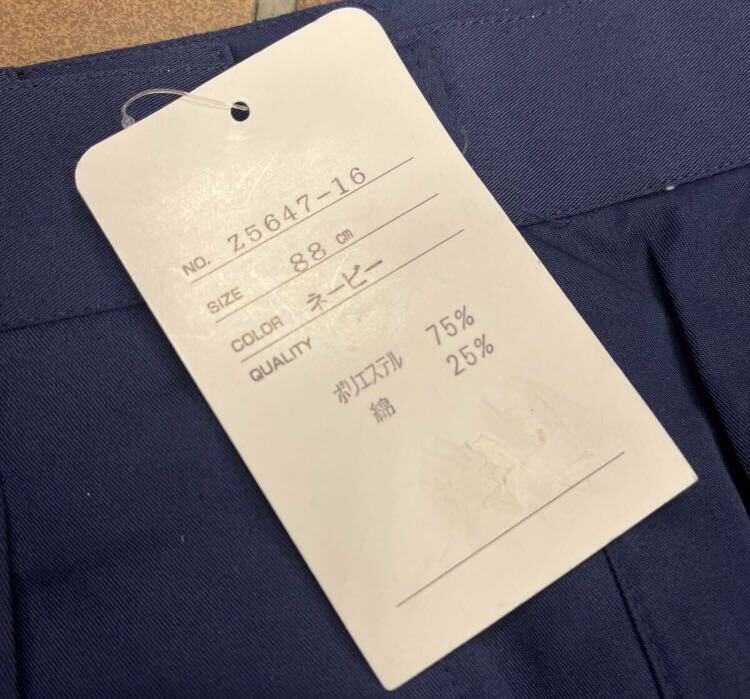 NO. Z5647-16
SIZE 88 cm
COLOR ネービー
QUALITY
ポリエステル 75%
綿 25%